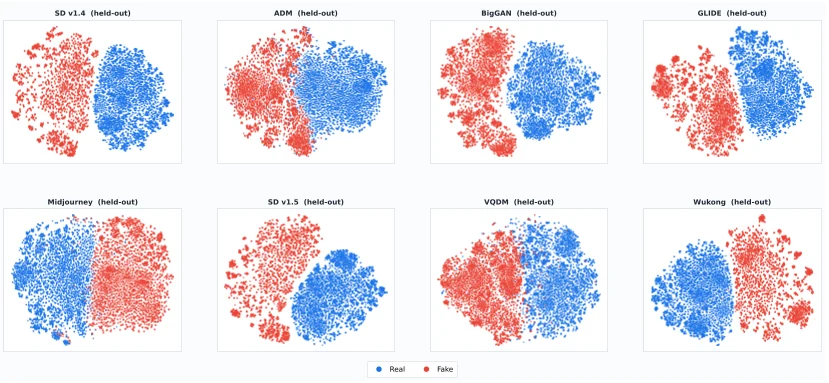 SD v1.4 (held-out)
ADM (held-out)
BigGAN (held-out)
GLIDE (held-out)
Midjourney (held-out)
SD v1.5 (held-out)
VQDM (held-out)
Wukong (held-out)
Real
Fake